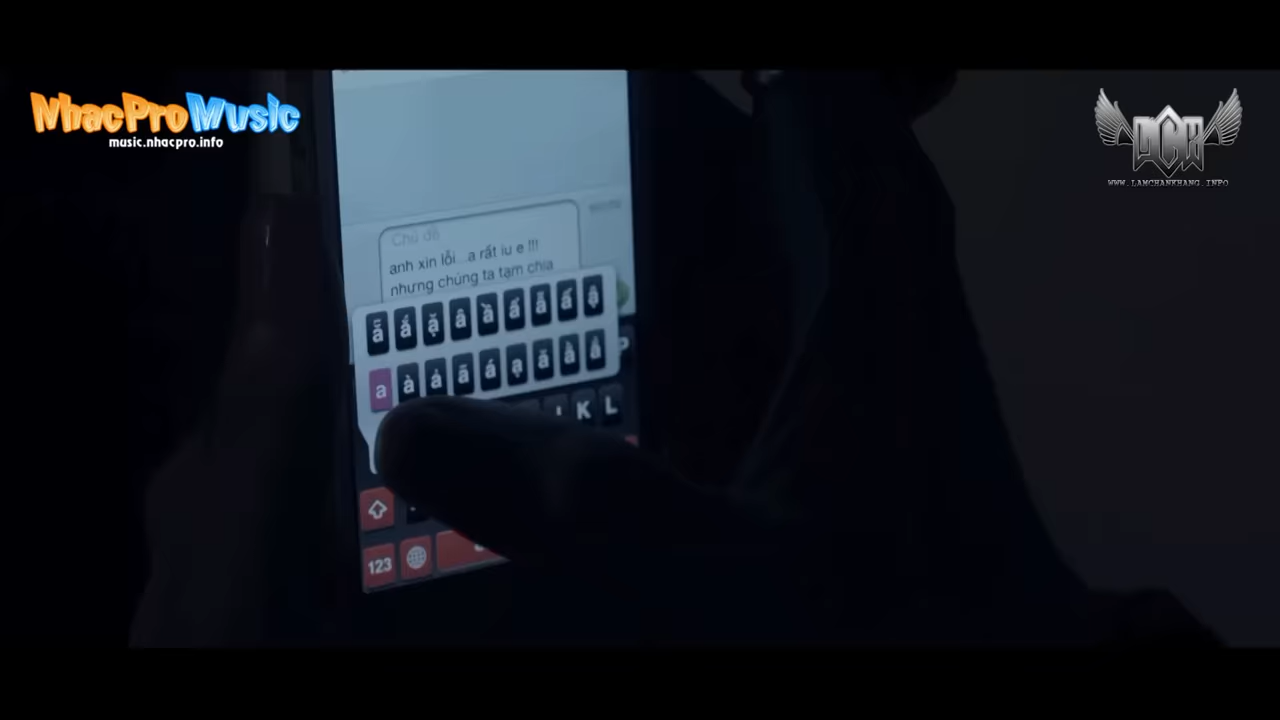 NhacProMusic
music.nhacpro.info
LCK
WWW.LAMCHANKHANG.INFO
Chủ đề
anh xin lỗi...a rất iu e !!!
nhưng chúng ta tạm chia
ẵ ắ ặ â ầ ấ ẫ ấ ậ
a à ả ã á ạ ă ằ ẩ
P
K L
123